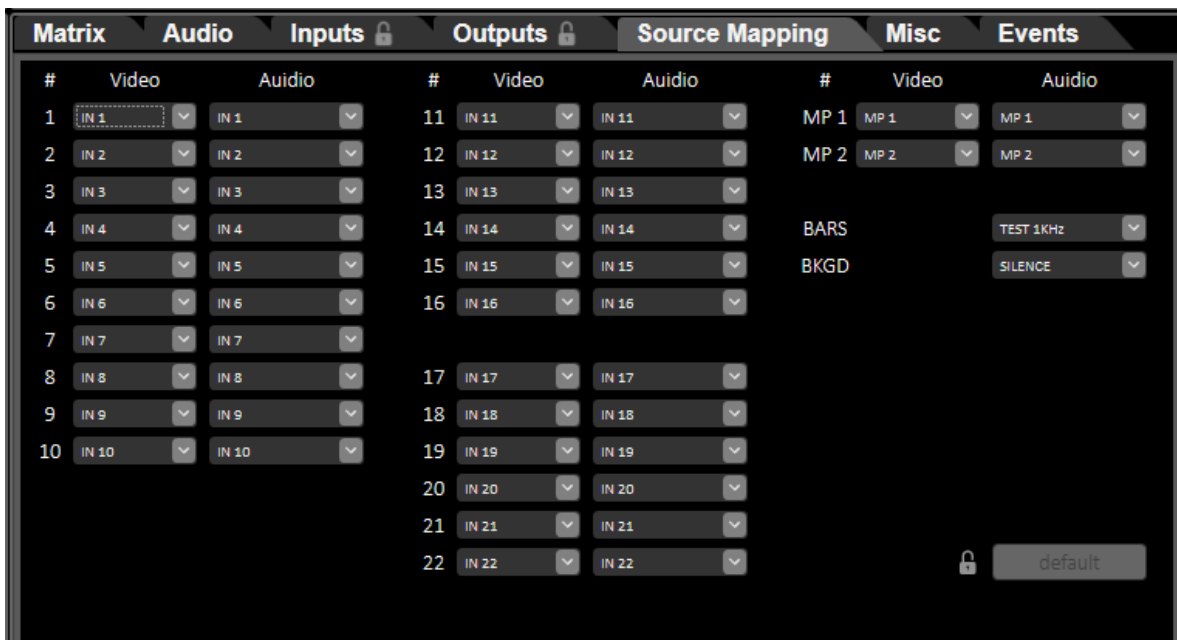 Matrix Audio Inputs Outputs Source Mapping Misc Events
# Video Auidio # Video Auidio # Video Auidio
1 IN 1 IN 1 11 IN 11 IN 11 MP 1 MP 1 MP 1
2 IN 2 IN 2 12 IN 12 IN 12 MP 2 MP 2 MP 2
3 IN 3 IN 3 13 IN 13 IN 13
4 IN 4 IN 4 14 IN 14 IN 14 BARS TEST 1KHz
5 IN 5 IN 5 15 IN 15 IN 15 BKGD SILENCE
6 IN 6 IN 6 16 IN 16 IN 16
7 IN 7 IN 7
8 IN 8 IN 8 17 IN 17 IN 17
9 IN 9 IN 9 18 IN 18 IN 18
10 IN 10 IN 10 19 IN 19 IN 19
20 IN 20 IN 20
21 IN 21 IN 21
22 IN 22 IN 22 default